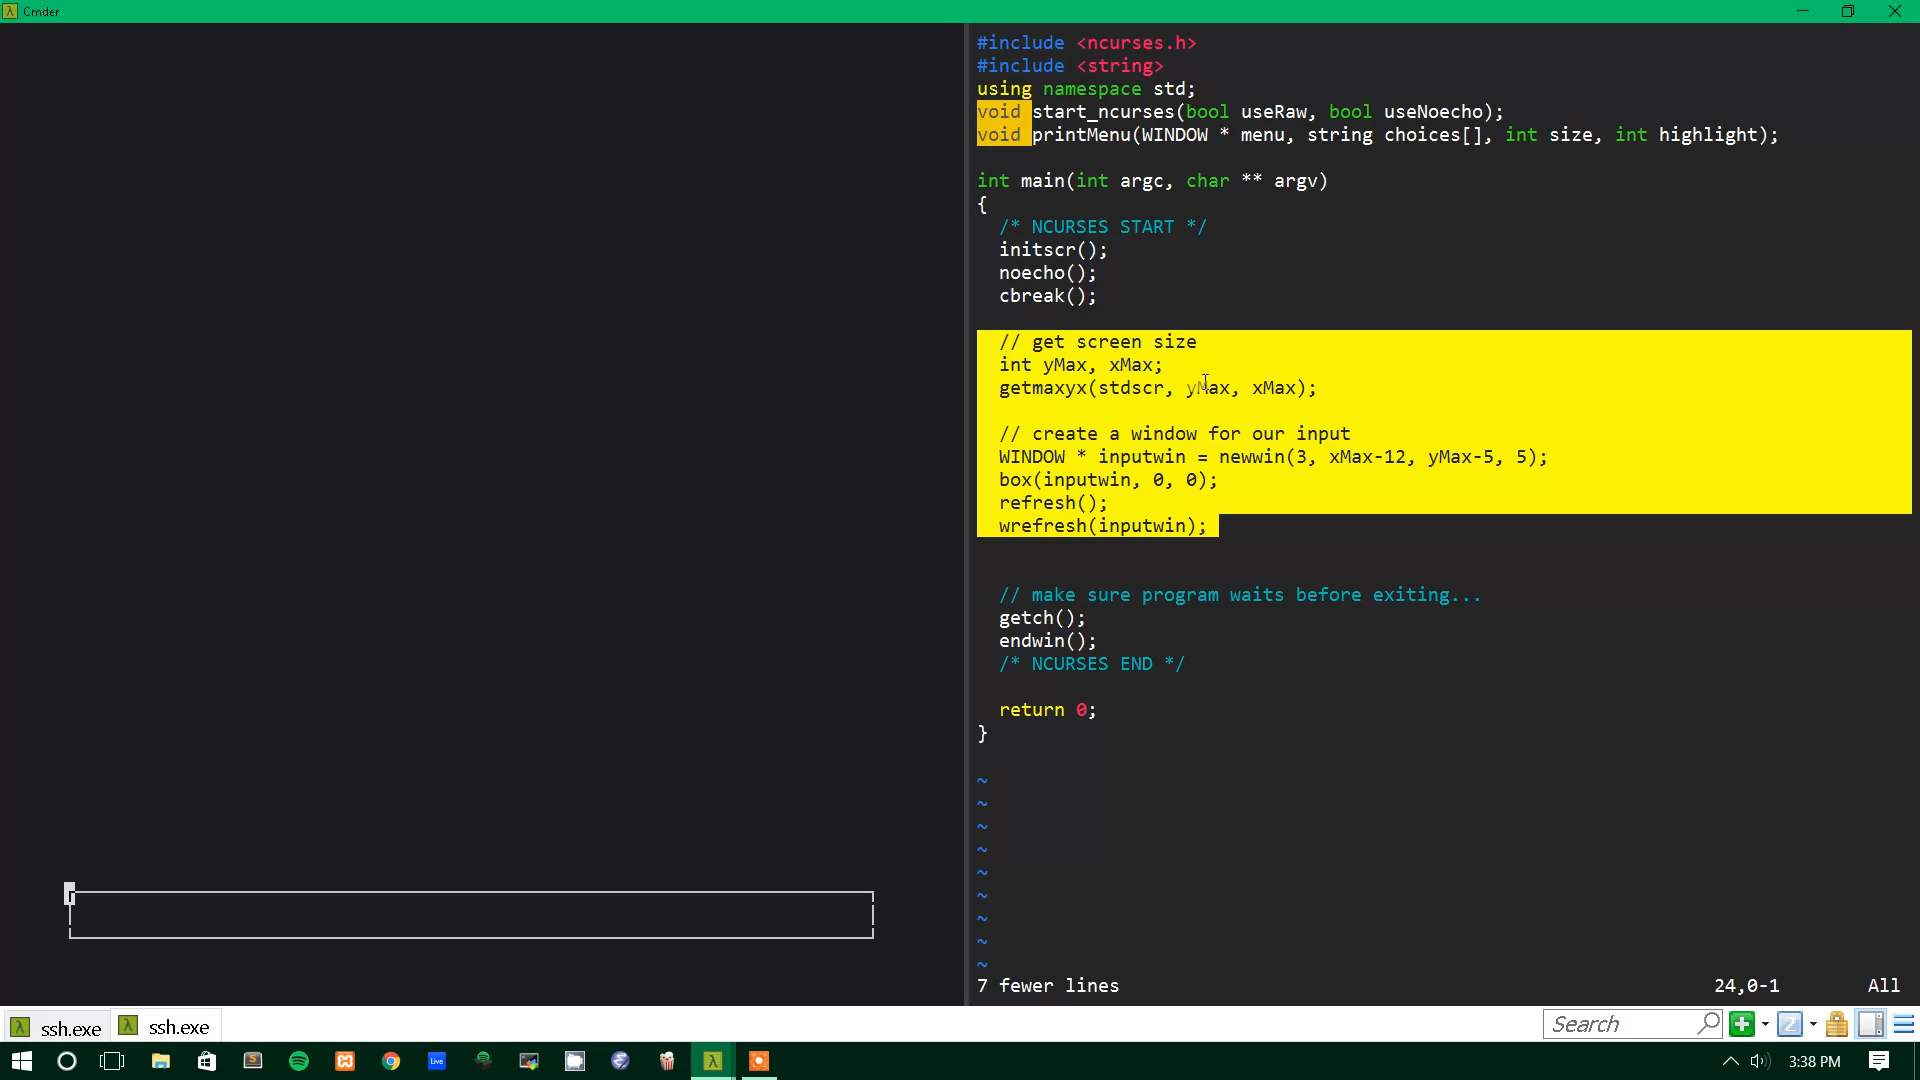 Cmder
#include <ncurses.h>
#include <string>
using namespace std;
void start_ncurses(bool useRaw, bool useNoecho);
void printMenu(WINDOW * menu, string choices[], int size, int highlight);
int main(int argc, char ** argv)
{
/* NCURSES START */
initscr();
noecho();
cbreak();
// get screen size
int yMax, xMax;
getmaxyx(stdscr, yMax, xMax);
// create a window for our input
WINDOW * inputwin = newwin(3, xMax-12, yMax-5, 5);
box(inputwin, 0, 0);
refresh();
wrefresh(inputwin);
// make sure program waits before exiting...
getch();
endwin();
/* NCURSES END */
return 0;
}
~
~
~
~
~
~
~
~
~
7 fewer lines 24,0-1 All
ssh.exe ssh.exe Search
Live 3:38 PM